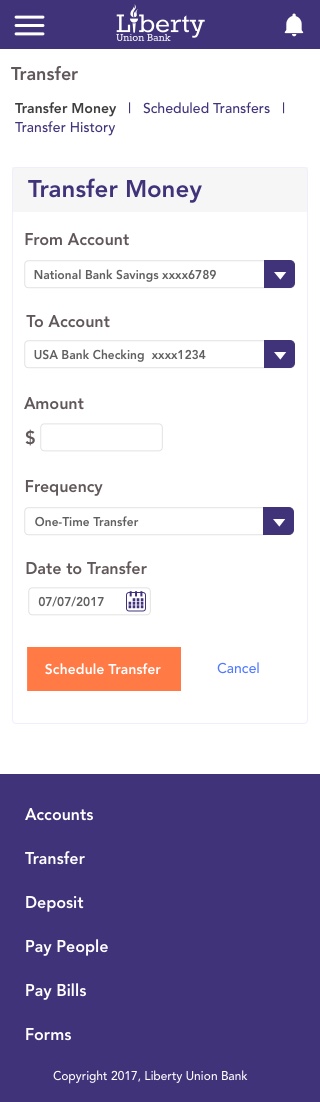 Liberty
Union Bank
Transfer
Transfer Money | Scheduled Transfers |
Transfer History
Transfer Money
From Account
National Bank Savings xxxx6789
To Account
USA Bank Checking  xxxx1234
Amount
$
Frequency
One-Time Transfer
Date to Transfer
07/07/2017
Schedule Transfer Cancel
Accounts
Transfer
Deposit
Pay People
Pay Bills
Forms
Copyright 2017, Liberty Union Bank